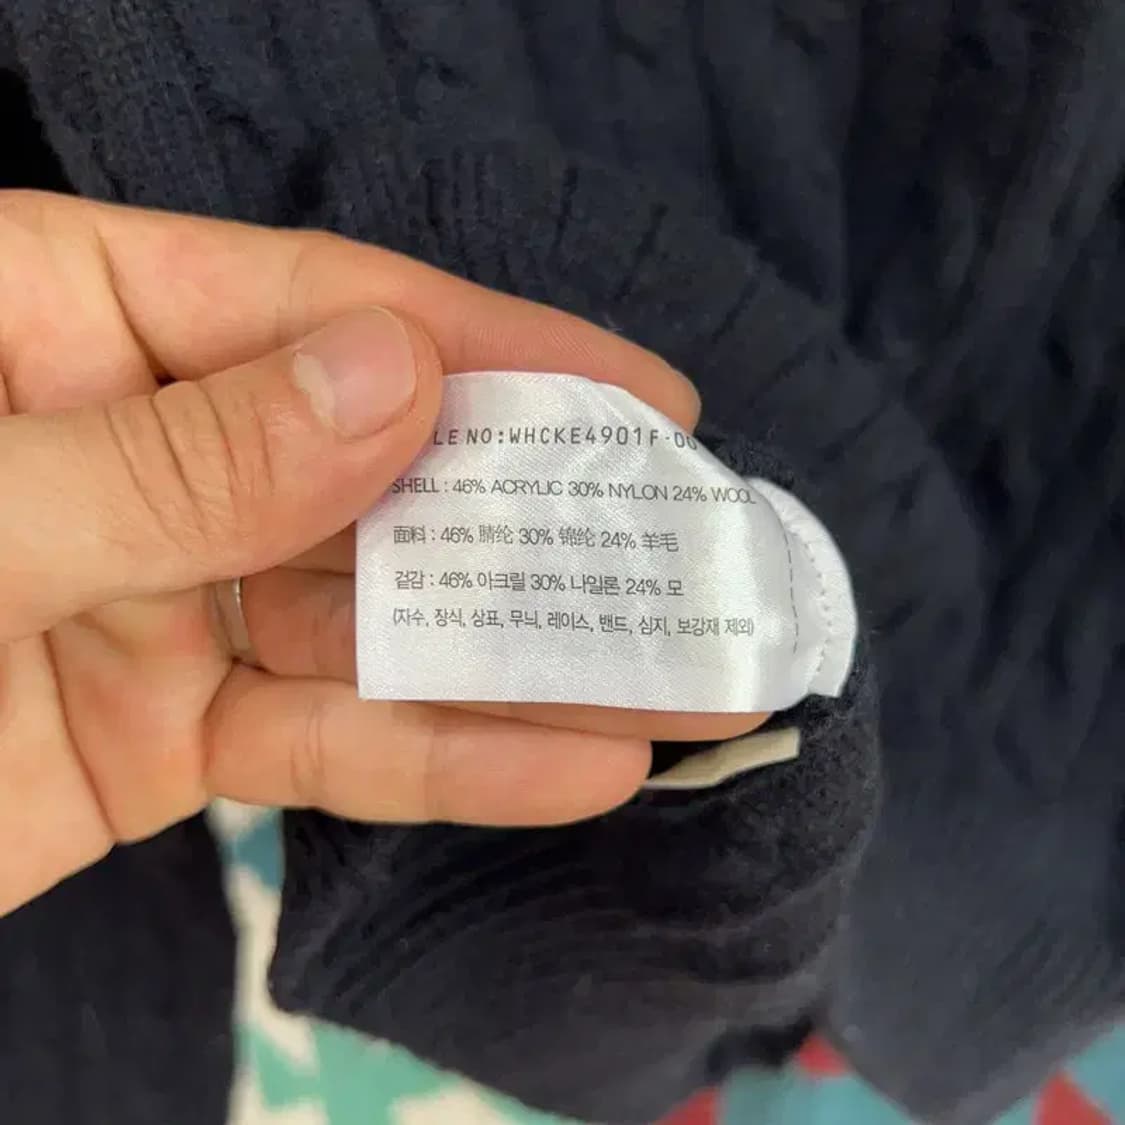 LE NO:WHCKE4901F-00
SHELL : 46% ACRYLIC 30% NYLON 24% WOOL
面料 : 46% 腈纶 30% 锦纶 24% 羊毛
겉감 : 46% 아크릴 30% 나일론 24% 모
(자수, 장식, 상표, 무늬, 레이스, 밴드, 심지, 보강재 제외)